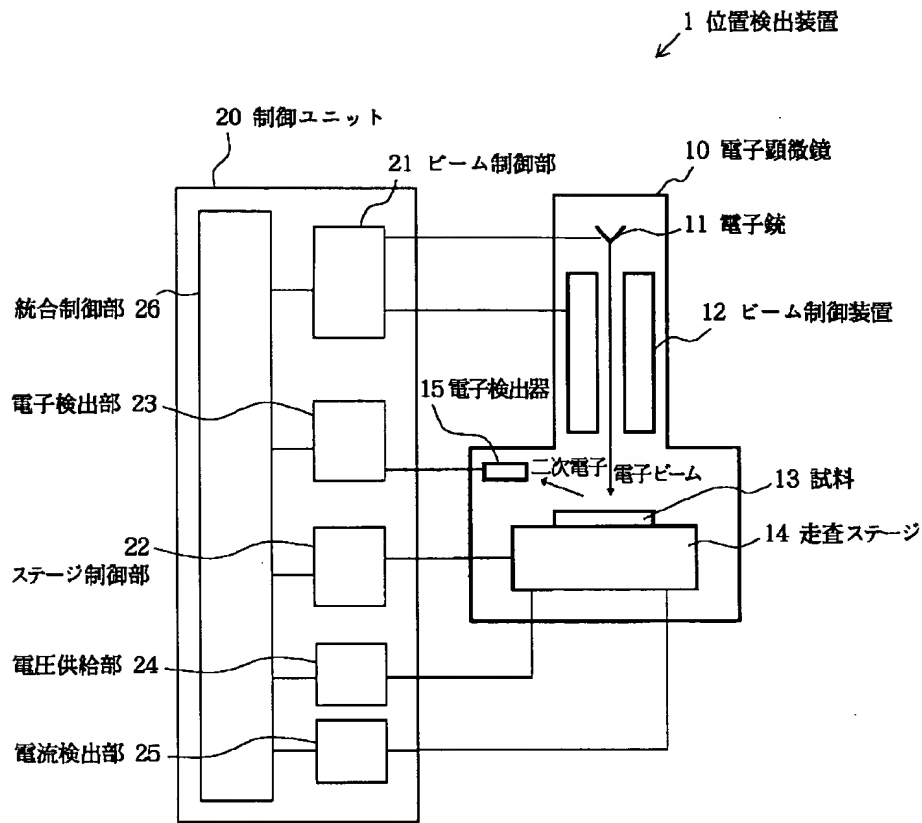 1 位置検出装置
20 制御ユニット
21 ビーム制御部
10 電子顕微鏡
11 電子銃
統合制御部 26
12 ビーム制御装置
電子検出部 23
15 電子検出器
二次電子
電子ビーム
13 試料
22
ステージ制御部
14 走査ステージ
電圧供給部 24
電流検出部 25